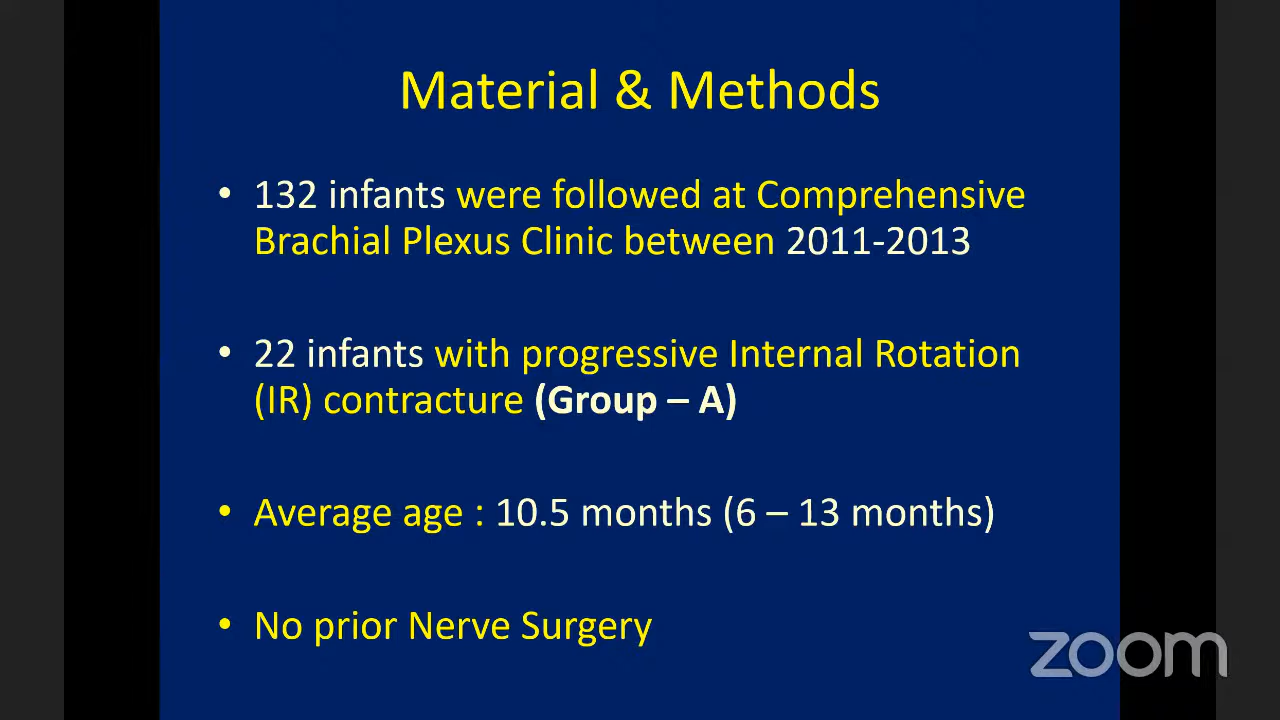 Material & Methods
• 132 infants were followed at Comprehensive
Brachial Plexus Clinic between 2011-2013
• 22 infants with progressive Internal Rotation
(IR) contracture (Group – A)
• Average age : 10.5 months (6 – 13 months)
• No prior Nerve Surgery
zoom